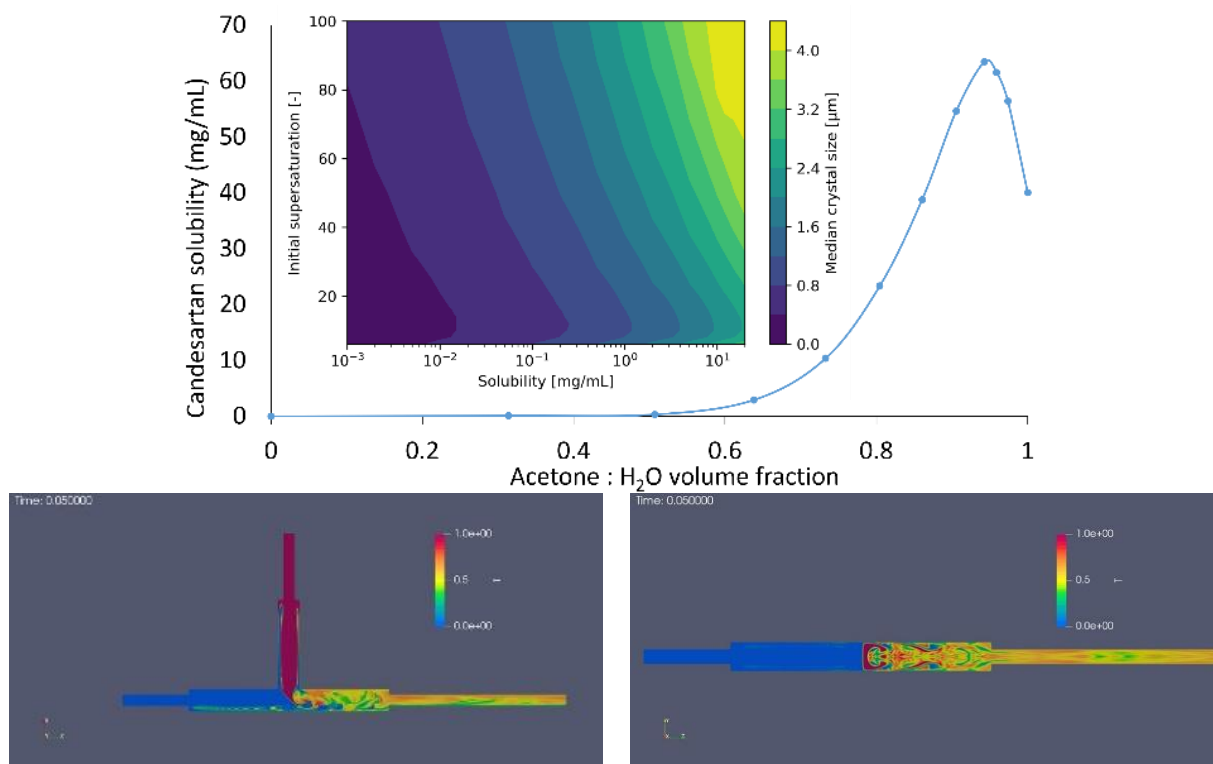 70
60
50
40
30
20
10
0
Candesartan solubility (mg/mL)
0
0.2
0.4
0.6
0.8
1
Acetone : H₂O volume fraction
100
80
60
40
20
Initial supersaturation [-]
10⁻³
10⁻²
10⁻¹
10⁰
10¹
Solubility [mg/mL]
4.0
3.2
2.4
1.6
0.8
0.0
Median crystal size [μm]
Time: 0.050000
1.0e+00
0.5
T
0.0e+00
Time: 0.050000
1.0e+00
0.5
T
0.0e+00